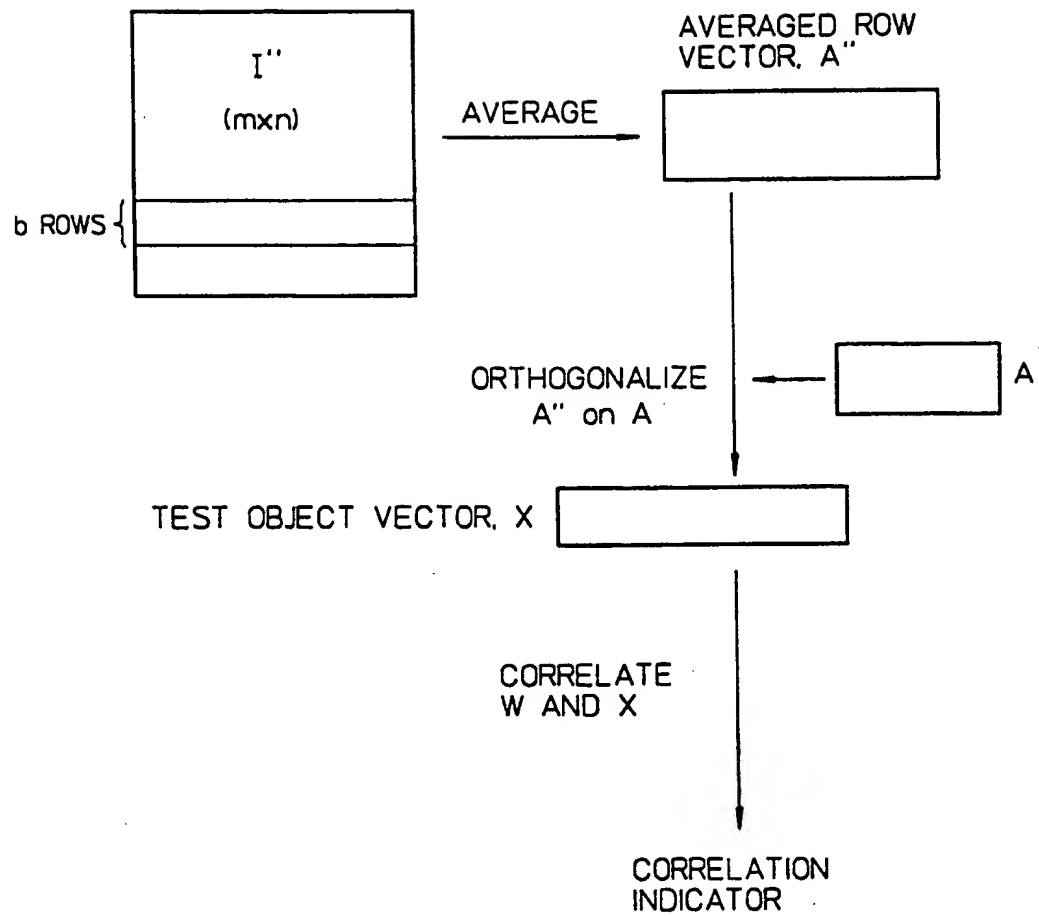 I''
(mxn)
b ROWS
AVERAGE
AVERAGED ROW
VECTOR, A''
ORTHOGONALIZE
A'' on A
A
TEST OBJECT VECTOR, X
CORRELATE
W AND X
CORRELATION
INDICATOR